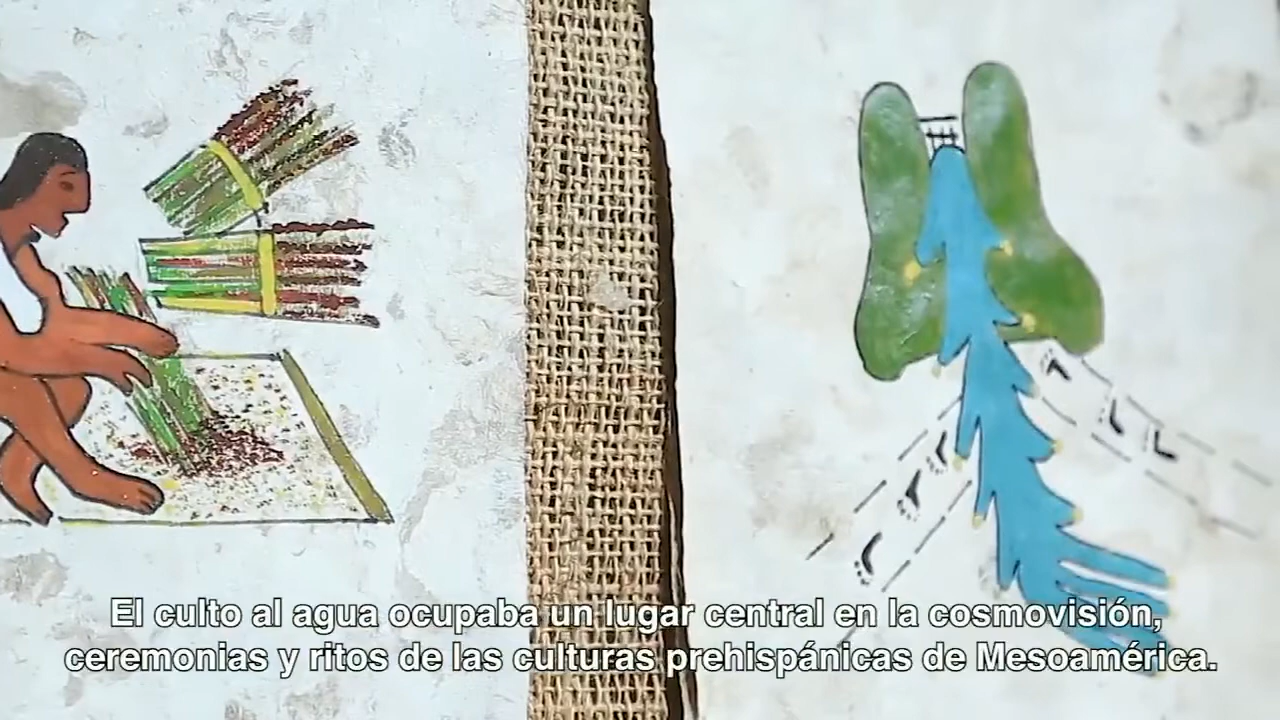 El culto al agua ocupaba un lugar central en la cosmovisión,
ceremonias y ritos de las culturas prehispánicas de Mesoamérica.